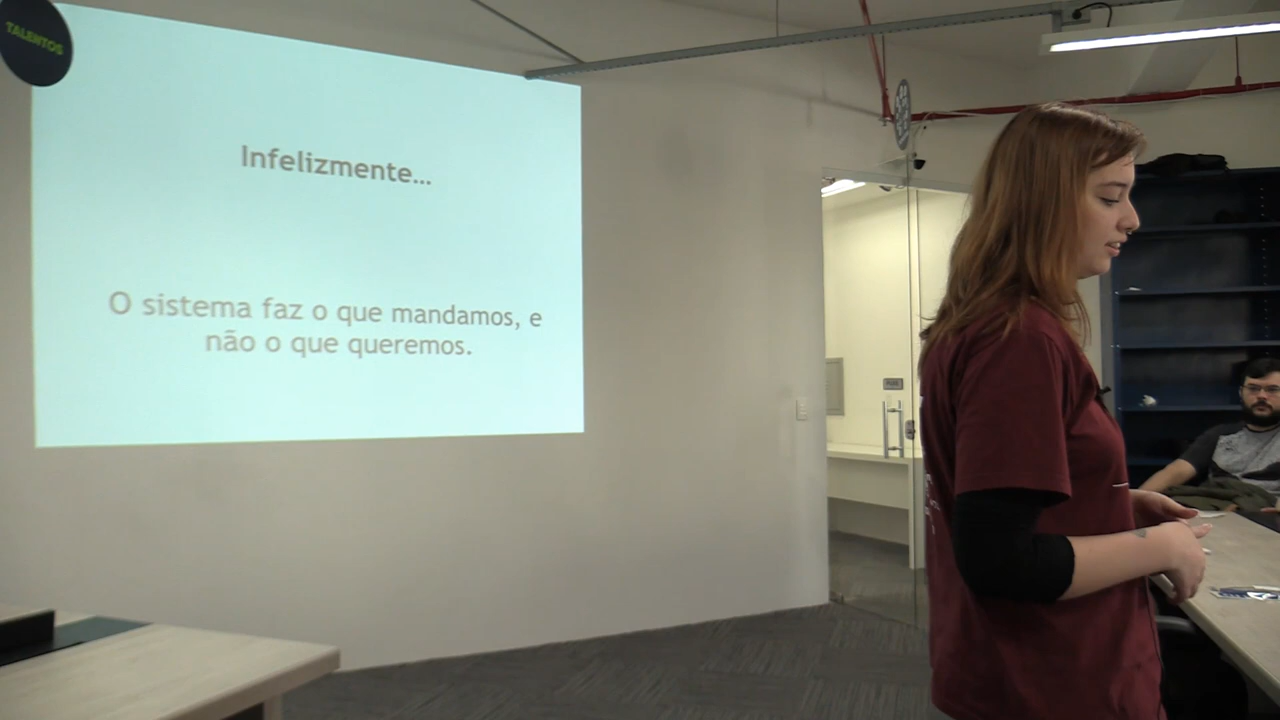 TALENTOS
Infelizmente...
O sistema faz o que mandamos, e
não o que queremos.